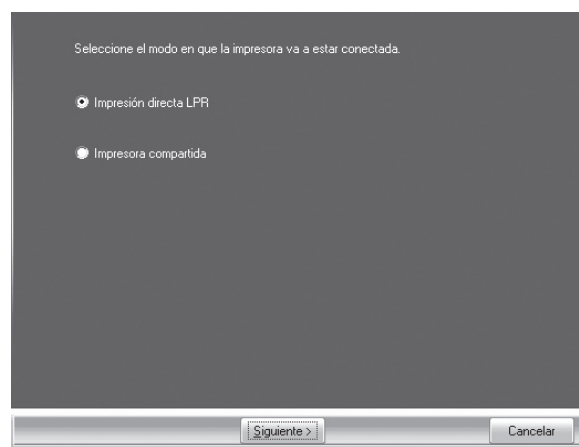 Seleccione el modo en que la impresora va a estar conectada.
Impresión directa LPR
Impresora compartida
Siguiente >
Cancelar